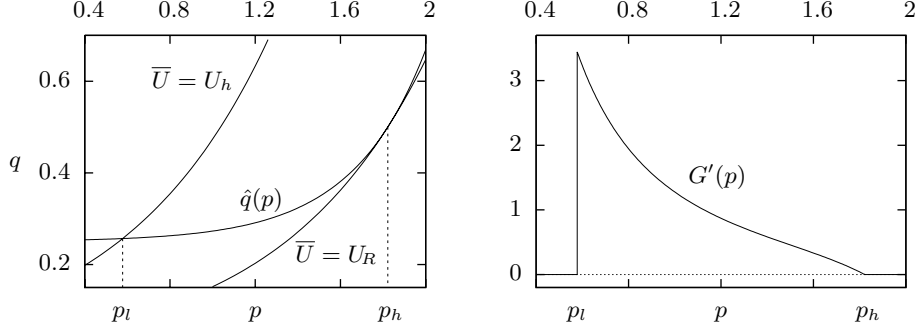 0.4 0.8 1.2 1.6 2
0.6
0.4
0.2
q
U̅ = U_h
q̂(p)
U̅ = U_R
p_l p p_h
0.4 0.8 1.2 1.6 2
3
2
1
0
G′(p)
p_l p p_h